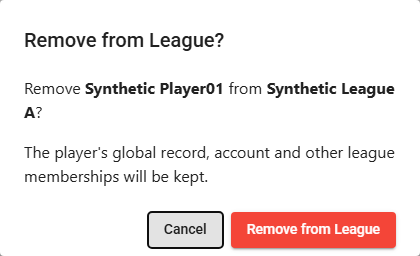 Remove from League?
Remove Synthetic Player01 from Synthetic League
A?
The player's global record, account and other league
memberships will be kept.
Cancel
Remove from League